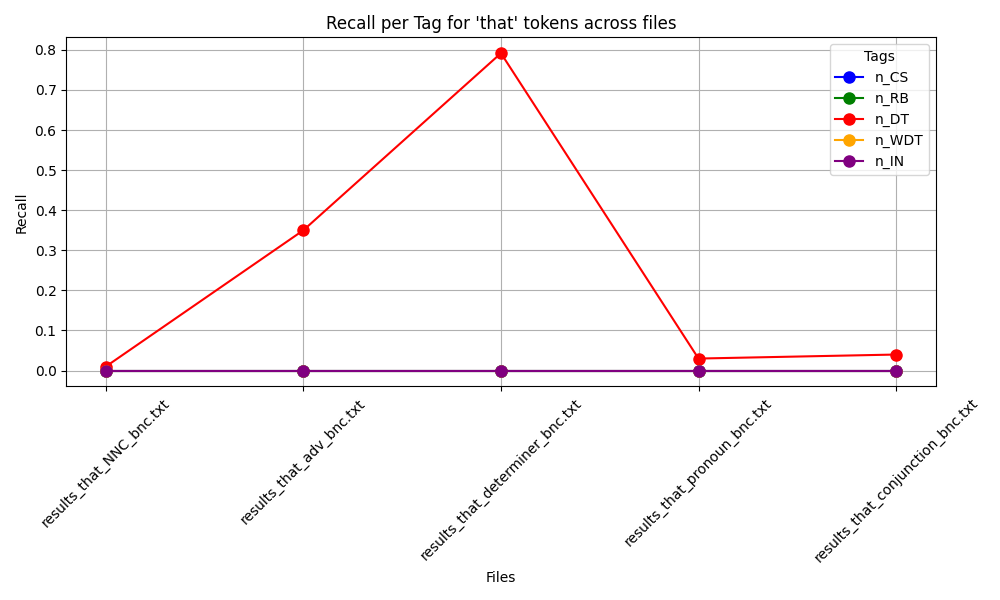 Recall per Tag for 'that' tokens across files
Recall
0.8
0.7
0.6
0.5
0.4
0.3
0.2
0.1
0.0
Tags
n_CS
n_RB
n_DT
n_WDT
n_IN
results_that_NNC_bnc.txt
results_that_adv_bnc.txt
results_that_determiner_bnc.txt
results_that_pronoun_bnc.txt
results_that_conjunction_bnc.txt
Files